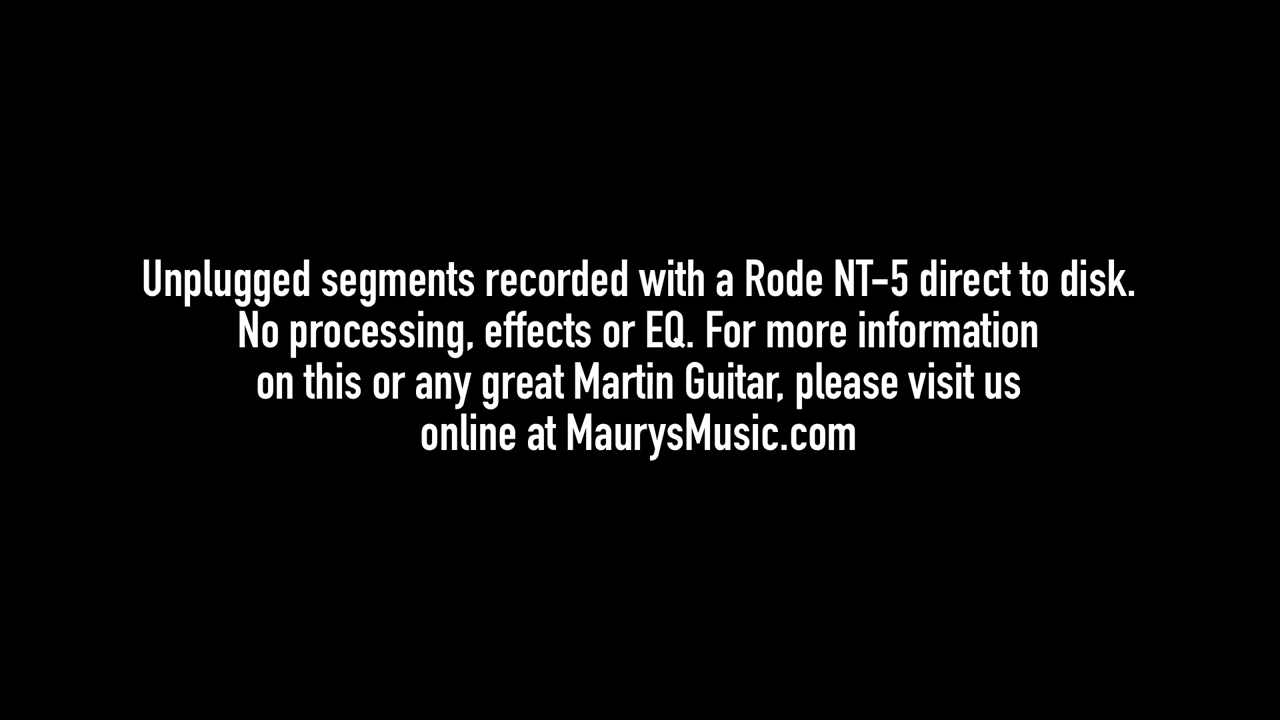 Unplugged segments recorded with a Rode NT-5 direct to disk.
No processing, effects or EQ. For more information
on this or any great Martin Guitar, please visit us
online at MaurysMusic.com